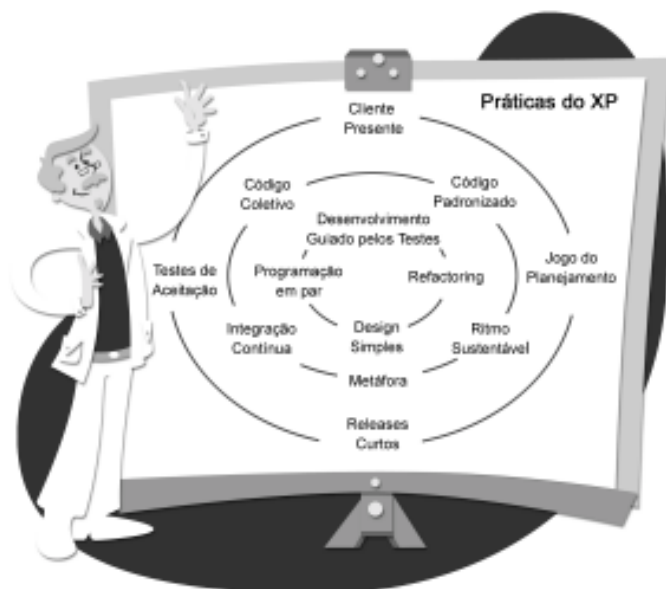 Práticas do XP
Cliente
Presente
Código
Coletivo
Código
Padronizado
Desenvolvimento
Guiado pelos Testes
Testes de
Aceitação
Programação
em par
Refactoring
Jogo do
Planejamento
Integração
Contínua
Design
Simples
Ritmo
Sustentável
Metáfora
Releases
Curtos